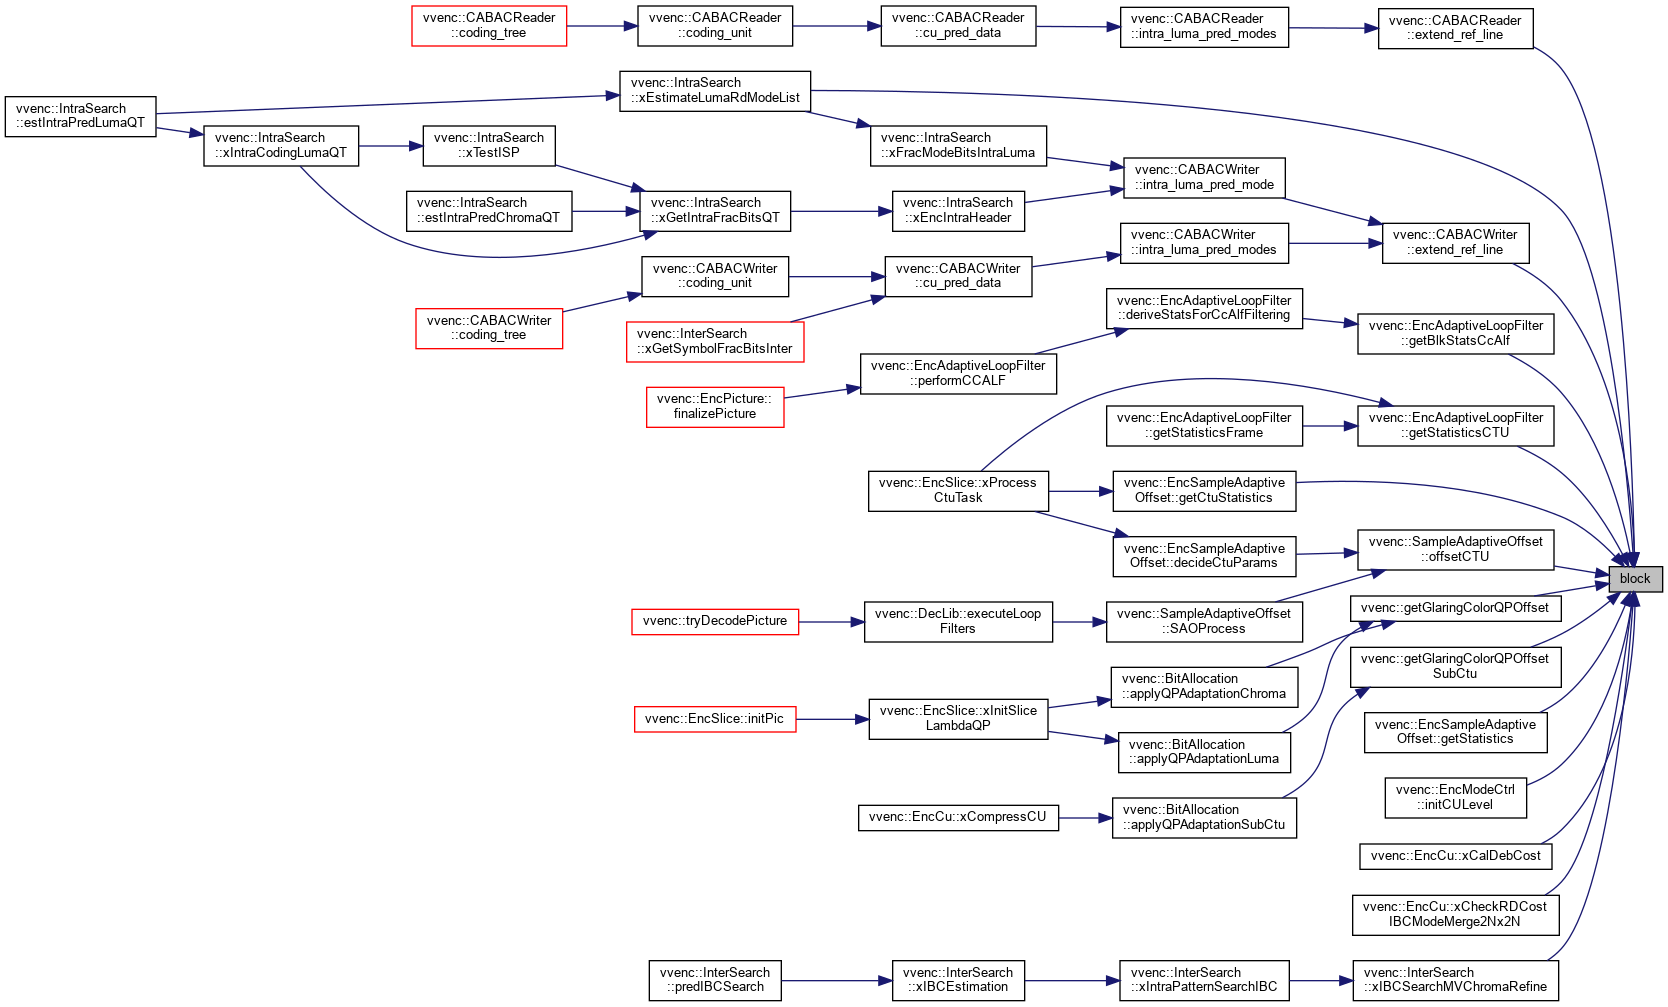 vvenc::CABACReader
::coding_tree
vvenc::CABACReader
::coding_unit
vvenc::CABACReader
::cu_pred_data
vvenc::CABACReader
::intra_luma_pred_modes
vvenc::CABACReader
::extend_ref_line
vvenc::IntraSearch
::estIntraPredLumaQT
vvenc::IntraSearch
::xEstimateLumaRdModeList
vvenc::IntraSearch
::xIntraCodingLumaQT
vvenc::IntraSearch
::xTestISP
vvenc::IntraSearch
::xFracModeBitsIntraLuma
vvenc::CABACWriter
::intra_luma_pred_mode
vvenc::IntraSearch
::estIntraPredChromaQT
vvenc::IntraSearch
::xGetIntraFracBitsQT
vvenc::IntraSearch
::xEncIntraHeader
vvenc::CABACWriter
::intra_luma_pred_modes
vvenc::CABACWriter
::extend_ref_line
vvenc::CABACWriter
::coding_unit
vvenc::CABACWriter
::cu_pred_data
vvenc::CABACWriter
::coding_tree
vvenc::InterSearch
::xGetSymbolFracBitsInter
vvenc::EncAdaptiveLoopFilter
::deriveStatsForCcAlfFiltering
vvenc::EncAdaptiveLoopFilter
::getBlkStatsCcAlf
vvenc::EncAdaptiveLoopFilter
::performCCALF
vvenc::EncPicture::
finalizePicture
vvenc::EncAdaptiveLoopFilter
::getStatisticsFrame
vvenc::EncAdaptiveLoopFilter
::getStatisticsCTU
vvenc::EncSlice::xProcess
CtuTask
vvenc::EncSampleAdaptive
Offset::getCtuStatistics
vvenc::EncSampleAdaptive
Offset::decideCtuParams
vvenc::SampleAdaptiveOffset
::offsetCTU
block
vvenc::tryDecodePicture
vvenc::DecLib::executeLoop
Filters
vvenc::SampleAdaptiveOffset
::SAOProcess
vvenc::getGlaringColorQPOffset
vvenc::getGlaringColorQPOffset
SubCtu
vvenc::BitAllocation
::applyQPAdaptationChroma
vvenc::EncSlice::initPic
vvenc::EncSlice::xInitSlice
LambdaQP
vvenc::BitAllocation
::applyQPAdaptationLuma
vvenc::EncSampleAdaptive
Offset::getStatistics
vvenc::EncModeCtrl
::initCULevel
vvenc::EncCu::xCompressCU
vvenc::BitAllocation
::applyQPAdaptationSubCtu
vvenc::EncCu::xCalDebCost
vvenc::EncCu::xCheckRDCost
IBCModeMerge2Nx2N
vvenc::InterSearch
::predIBCSearch
vvenc::InterSearch
::xIBCEstimation
vvenc::InterSearch
::xIntraPatternSearchIBC
vvenc::InterSearch
::xIBCSearchMVChromaRefine